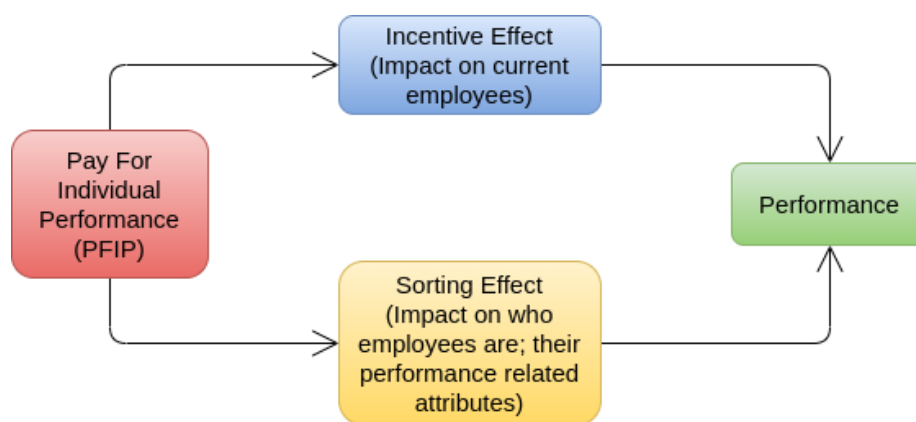 Incentive Effect
(Impact on current
employees)
Pay For
Individual
Performance
(PFIP)
Performance
Sorting Effect
(Impact on who
employees are; their
performance related
attributes)